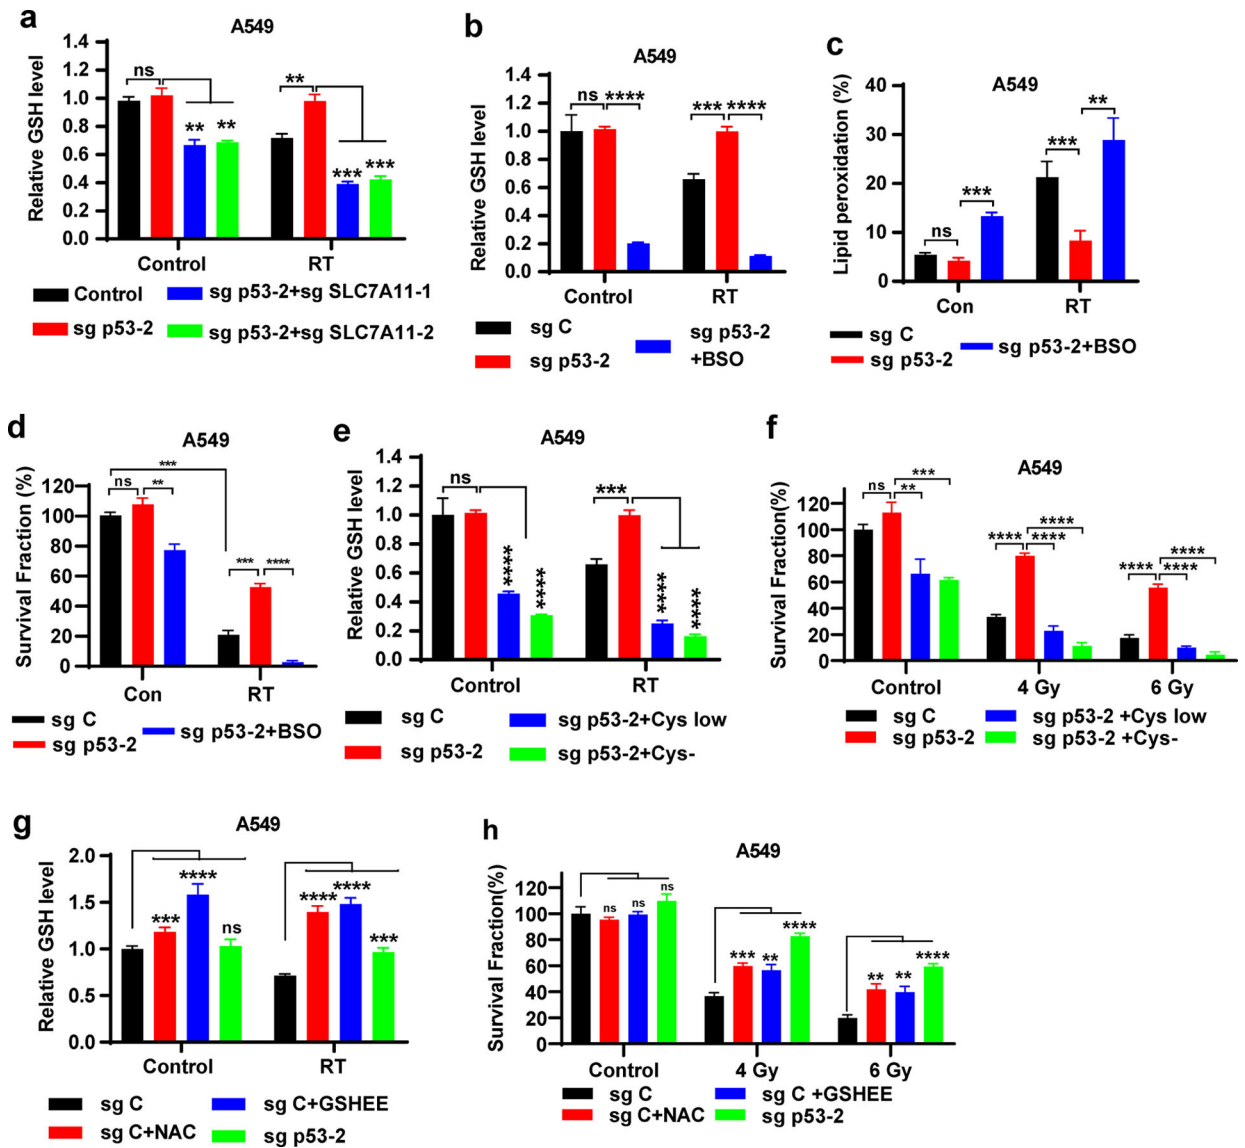 a
A549
Relative GSH level
1.4
1.2
1.0
0.8
0.6
0.4
0.2
0.0
ns
**
**
**
***
***
Control
RT
Control
sg p53-2
sg p53-2+sg SLC7A11-1
sg p53-2+sg SLC7A11-2
b
A549
Relative GSH level
1.4
1.2
1.0
0.8
0.6
0.4
0.2
0.0
ns
****
***
****
Control
RT
sg C
sg p53-2
sg p53-2
+BSO
c
A549
Lipid peroxidation (%)
40
30
20
10
0
ns
***
***
**
Con
RT
sg C
sg p53-2
sg p53-2+BSO
d
A549
Survival Fraction (%)
120
100
80
60
40
20
0
***
ns
**
***
****
Con
RT
sg C
sg p53-2
sg p53-2+BSO
e
A549
Relative GSH level
1.4
1.2
1.0
0.8
0.6
0.4
0.2
0.0
ns
****
****
***
****
****
Control
RT
sg C
sg p53-2
sg p53-2+Cys low
sg p53-2+Cys-
f
A549
Survival Fraction(%)
120
100
80
60
40
20
0
ns
***
**
****
****
****
****
****
****
Control
4 Gy
6 Gy
sg C
sg p53-2
sg p53-2 +Cys low
sg p53-2 +Cys-
g
A549
Relative GSH level
2.0
1.5
1.0
0.5
0.0
***
****
ns
****
****
***
Control
RT
sg C
sg C+NAC
sg C+GSHEE
sg p53-2
h
A549
Survival Fraction(%)
120
100
80
60
40
20
0
ns
ns
ns
***
**
****
**
**
****
Control
4 Gy
6 Gy
sg C
sg C+NAC
sg C +GSHEE
sg p53-2